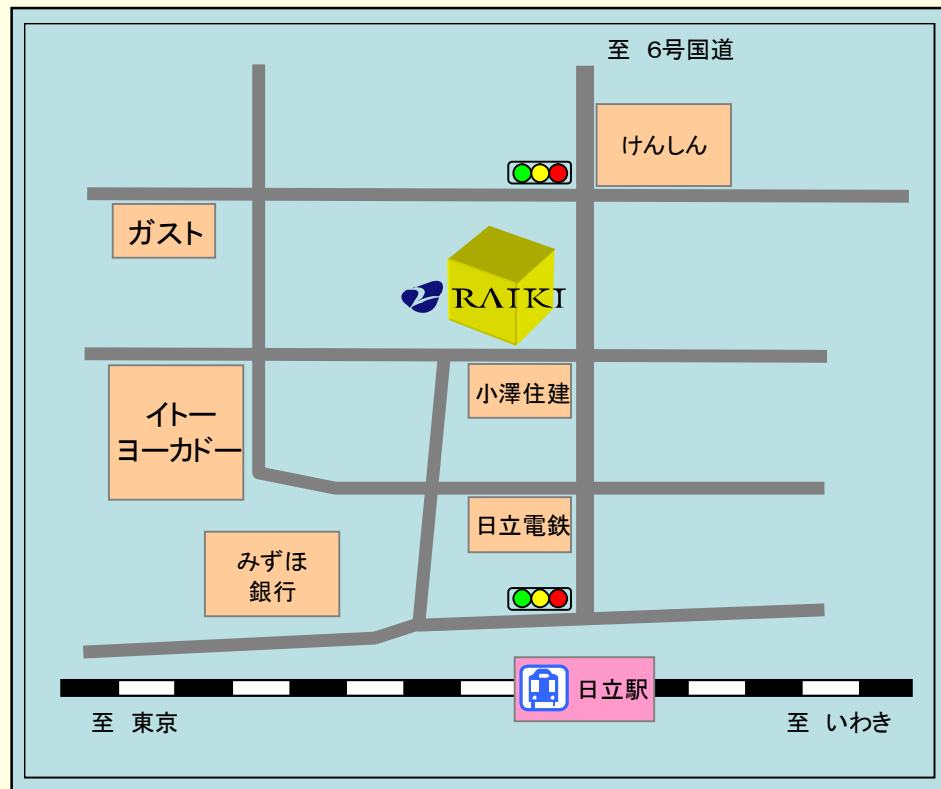 至 6号国道
けんしん
ガスト
RAIKI
イトー
ヨーカドー
小澤住建
日立電鉄
みずほ
銀行
日立駅
至 東京
至 いわき